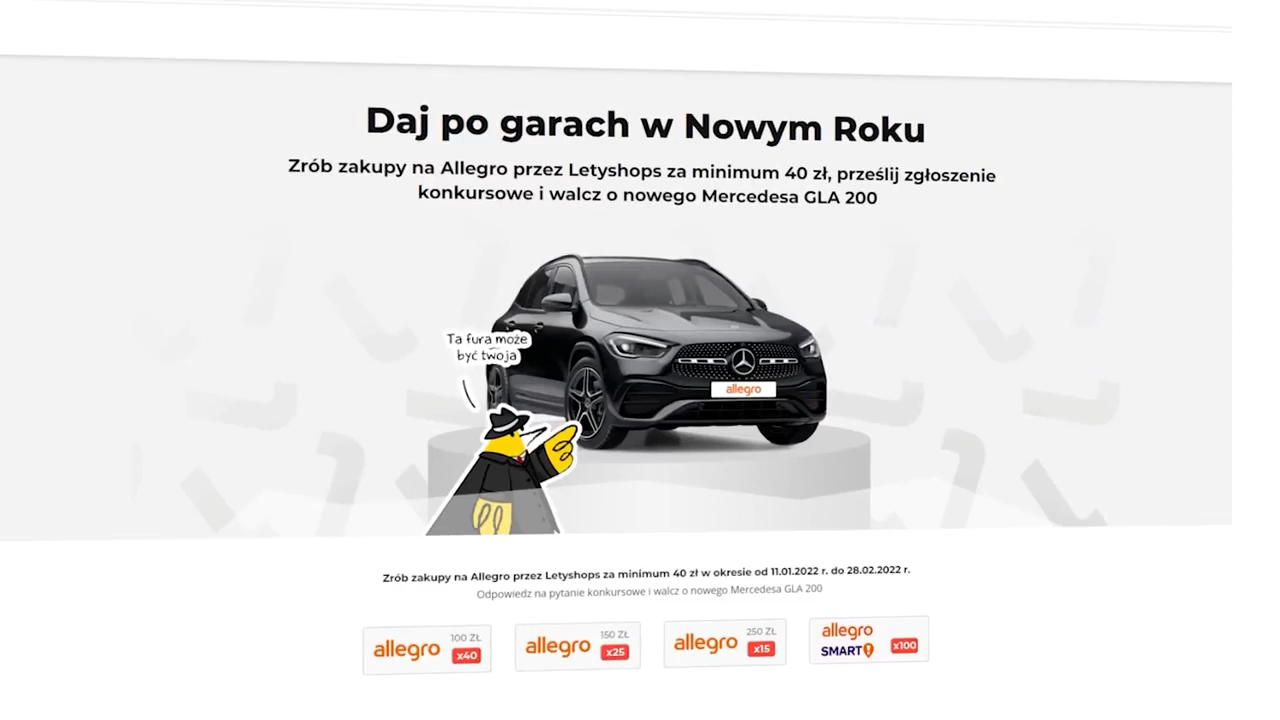 Daj po garach w Nowym Roku
Zrób zakupy na Allegro przez Letyshops za minimum 40 zł, prześlij zgłoszenie
konkursowe i walcz o nowego Mercedesa GLA 200
Ta fura może
być twoja
allegro
Zrób zakupy na Allegro przez Letyshops za minimum 40 zł w okresie od 11.01.2022 r. do 28.02.2022 r.
Odpowiedz na pytanie konkursowe i walcz o nowego Mercedesa GLA 200
allegro 100 ZŁ x40
allegro 150 ZŁ x25
allegro 250 ZŁ x15
allegro SMART! x100